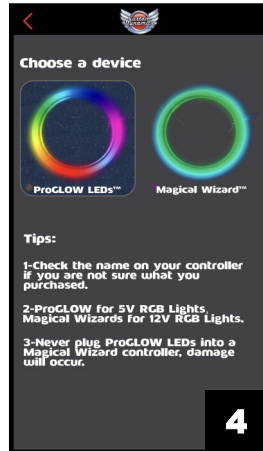 Custom
Dynamics
Choose a device
ProGLOW LEDs™
Magical Wizard™
Tips:
1-Check the name on your controller
if you are not sure what you
purchased.
2-ProGLOW for 5V RGB Lights,
Magical Wizards for 12V RGB Lights.
3-Never plug ProGLOW LEDs into a
Magical Wizard controller, damage
will occur.
4